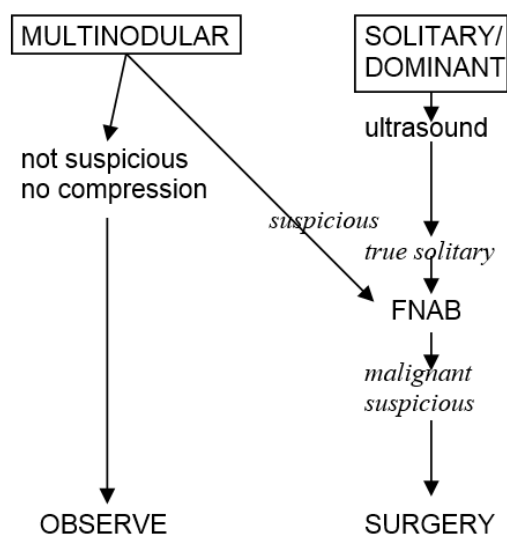 MULTINODULAR
SOLITARY/
DOMINANT
ultrasound
not suspicious
no compression
suspicious
true solitary
FNAB
malignant
suspicious
OBSERVE
SURGERY